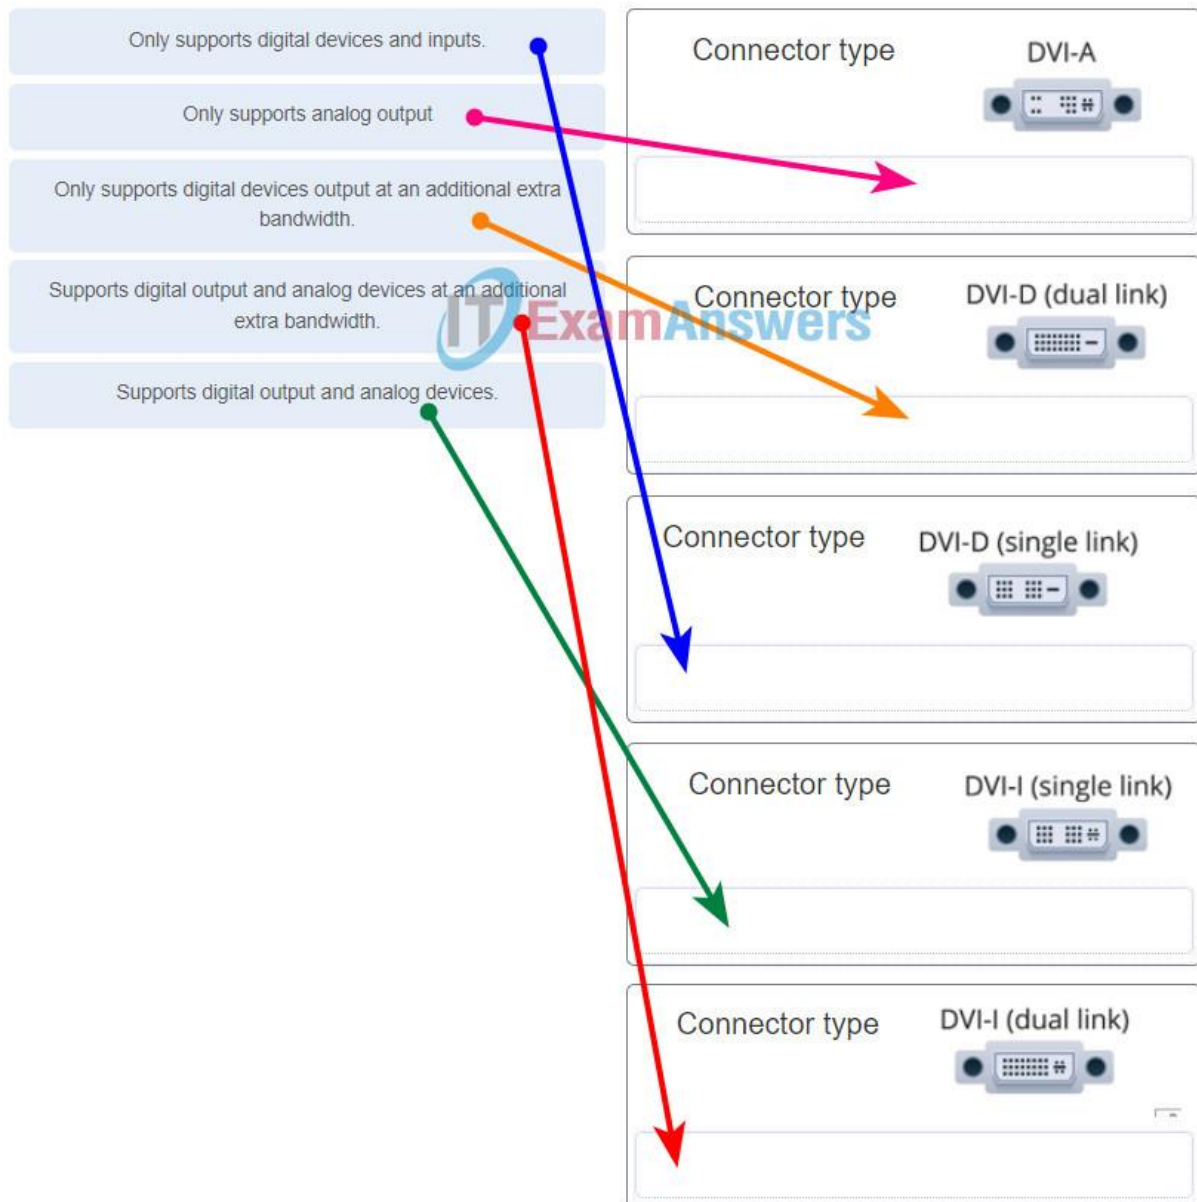 Only supports digital devices and inputs.
Only supports analog output
Only supports digital devices output at an additional extra
bandwidth.
Supports digital output and analog devices at an additional
extra bandwidth.
Supports digital output and analog devices.
IT ExamAnswers
Connector type
DVI-A
Connector type
DVI-D (dual link)
Connector type
DVI-D (single link)
Connector type
DVI-I (single link)
Connector type
DVI-I (dual link)